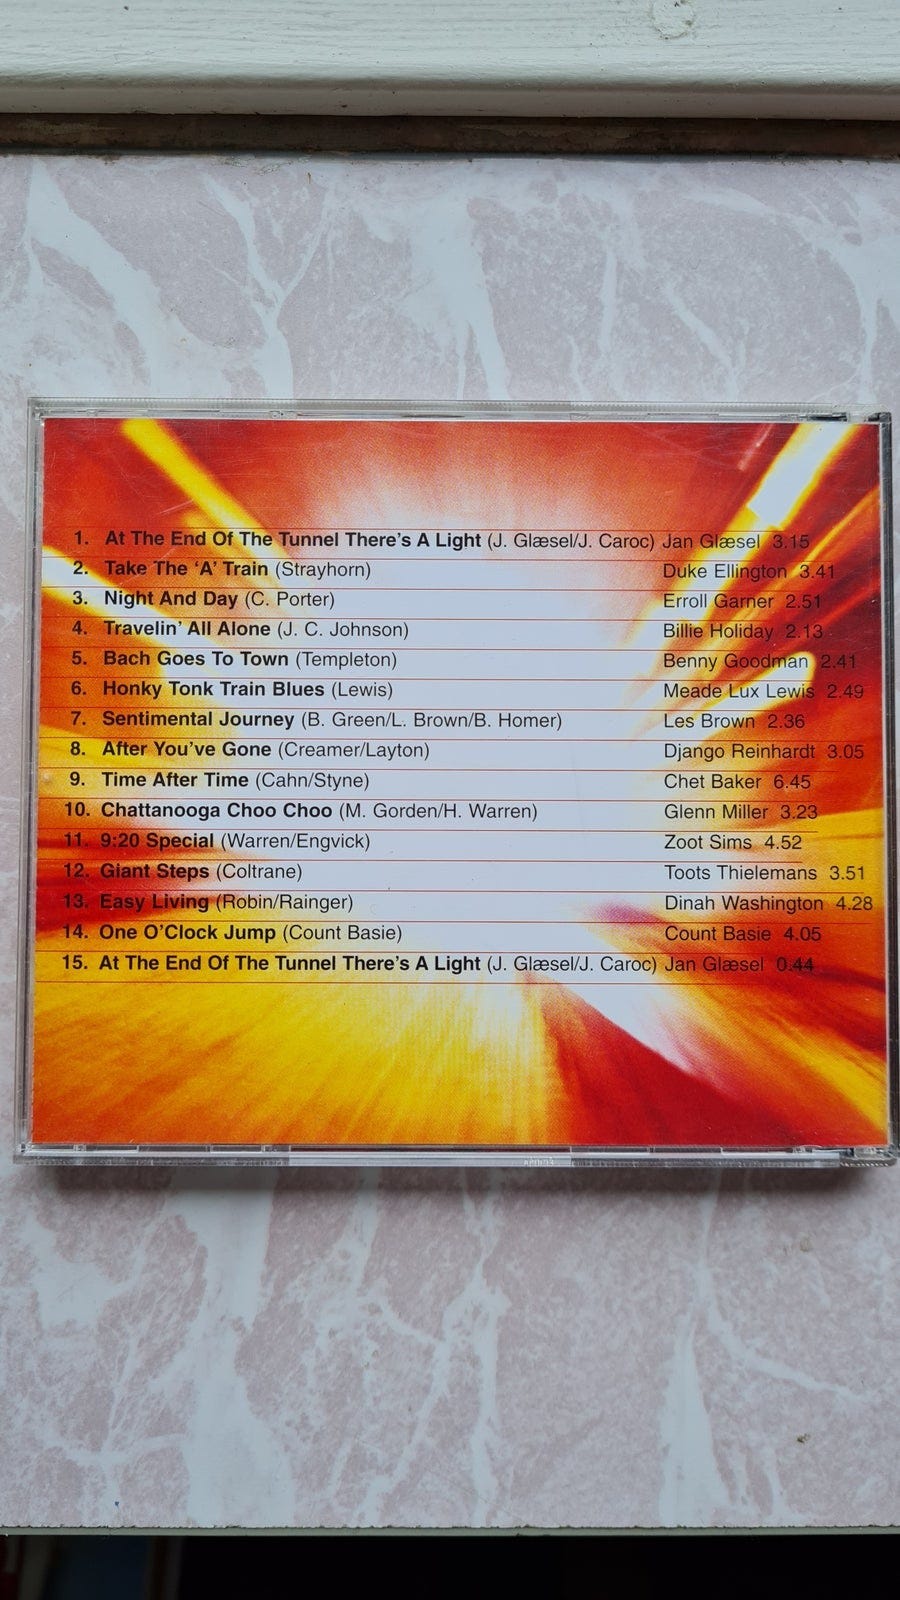 1. At The End Of The Tunnel There's A Light (J. Glæsel/J. Caroc) Jan Glæsel 3.15
2. Take The ‘A’ Train (Strayhorn) Duke Ellington 3.41
3. Night And Day (C. Porter) Erroll Garner 2.51
4. Travelin’ All Alone (J. C. Johnson) Billie Holiday 2.13
5. Bach Goes To Town (Templeton) Benny Goodman 2.41
6. Honky Tonk Train Blues (Lewis) Meade Lux Lewis 2.49
7. Sentimental Journey (B. Green/L. Brown/B. Homer) Les Brown 2.36
8. After You’ve Gone (Creamer/Layton) Django Reinhardt 3.05
9. Time After Time (Cahn/Styne) Chet Baker 6.45
10. Chattanooga Choo Choo (M. Gorden/H. Warren) Glenn Miller 3.23
11. 9:20 Special (Warren/Engvick) Zoot Sims 4.52
12. Giant Steps (Coltrane) Toots Thielemans 3.51
13. Easy Living (Robin/Rainger) Dinah Washington 4.28
14. One O’Clock Jump (Count Basie) Count Basie 4.05
15. At The End Of The Tunnel There’s A Light (J. Glæsel/J. Caroc) Jan Glæsel 0.44